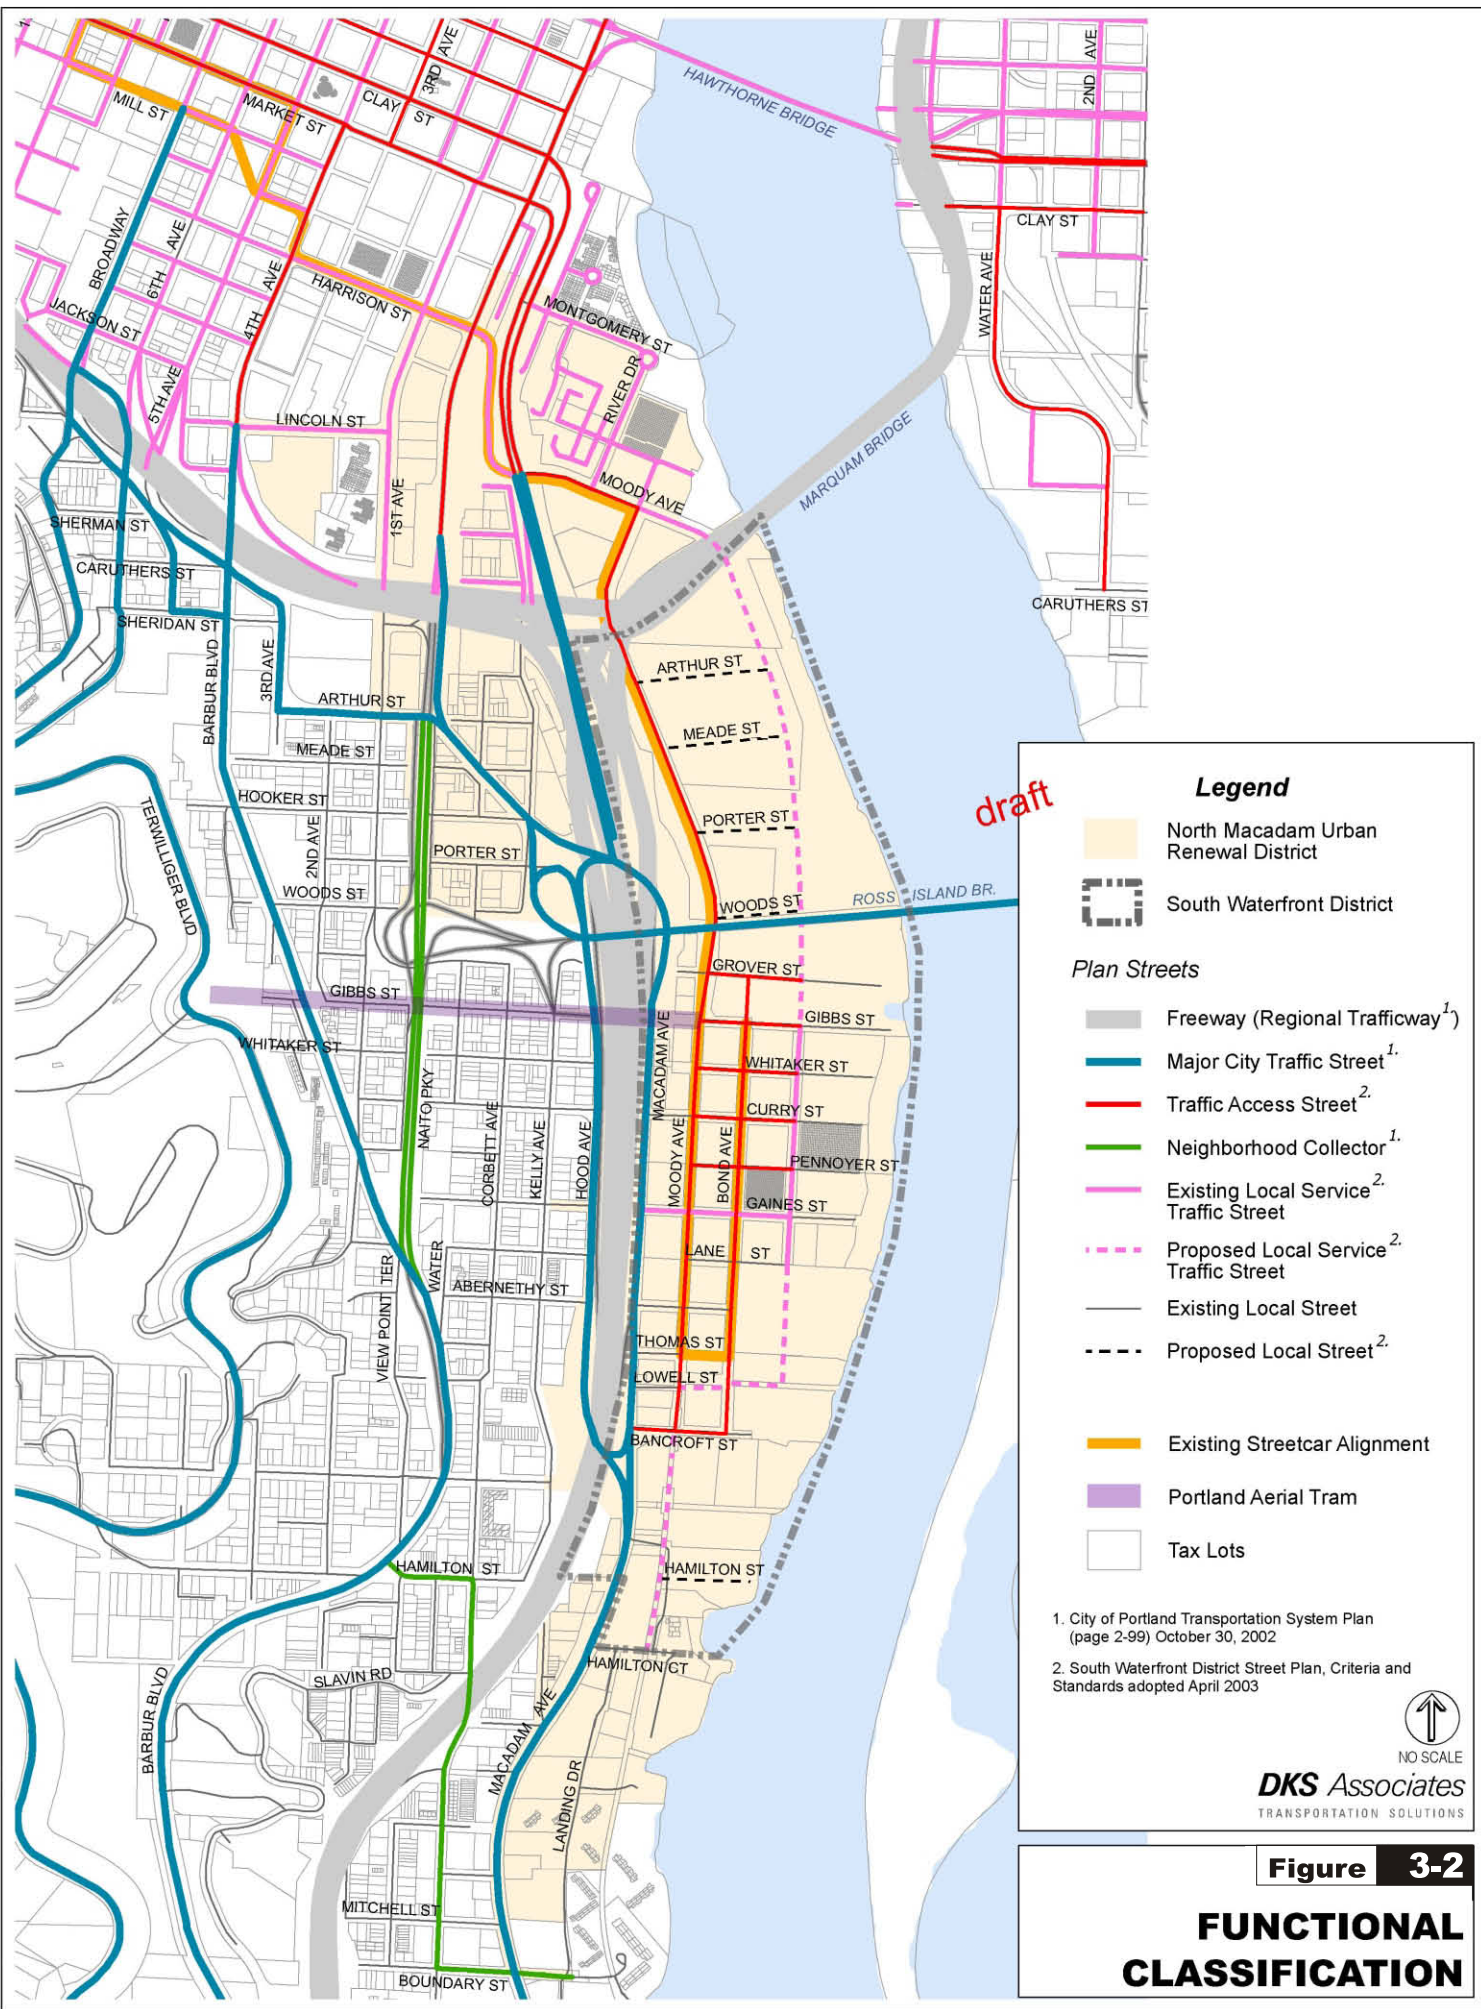 3RD AVE
2ND AVE
HAWTHORNE BRIDGE
MILL ST
MARKET ST
CLAY ST
CLAY ST
BROADWAY
6TH AVE
4TH AVE
HARRISON ST
WATER AVE
JACKSON ST
MONTGOMERY ST
5TH AVE
RIVER DR
LINCOLN ST
MARQUAM BRIDGE
1ST AVE
MOODY AVE
SHERMAN ST
CARUTHERS ST
CARUTHERS ST
SHERIDAN ST
BARBUR BLVD
3RD AVE
ARTHUR ST
ARTHUR ST
MEADE ST
MEADE ST
HOOKER ST
TERWILLIGER BLVD
2ND AVE
PORTER ST
PORTER ST
WOODS ST
WOODS ST
ROSS ISLAND BR.
draft
GROVER ST
GIBBS ST
GIBBS ST
WHITAKER ST
WHITAKER ST
MACADAM AVE
NAITO PKY
CORBETT AVE
KELLY AVE
HOOD AVE
MOODY AVE
BOND AVE
CURRY ST
PENNOYER ST
GAINES ST
LANE ST
VIEW POINT TER
WATER
ABERNETHY ST
THOMAS ST
LOWELL ST
BANCROFT ST
HAMILTON ST
HAMILTON ST
HAMILTON CT
SLAVIN RD
BARBUR BLVD
MACADAM AVE
LANDING DR
MITCHELL ST
BOUNDARY ST
Legend
North Macadam Urban
Renewal District
South Waterfront District
Plan Streets
Freeway (Regional Trafficway1.)
Major City Traffic Street1.
Traffic Access Street2.
Neighborhood Collector1.
Existing Local Service2.
Traffic Street
Proposed Local Service2.
Traffic Street
Existing Local Street
Proposed Local Street2.
Existing Streetcar Alignment
Portland Aerial Tram
Tax Lots
1. City of Portland Transportation System Plan
(page 2-99) October 30, 2002
2. South Waterfront District Street Plan, Criteria and
Standards adopted April 2003
NO SCALE
DKS Associates
TRANSPORTATION SOLUTIONS
Figure 3-2
FUNCTIONAL
CLASSIFICATION